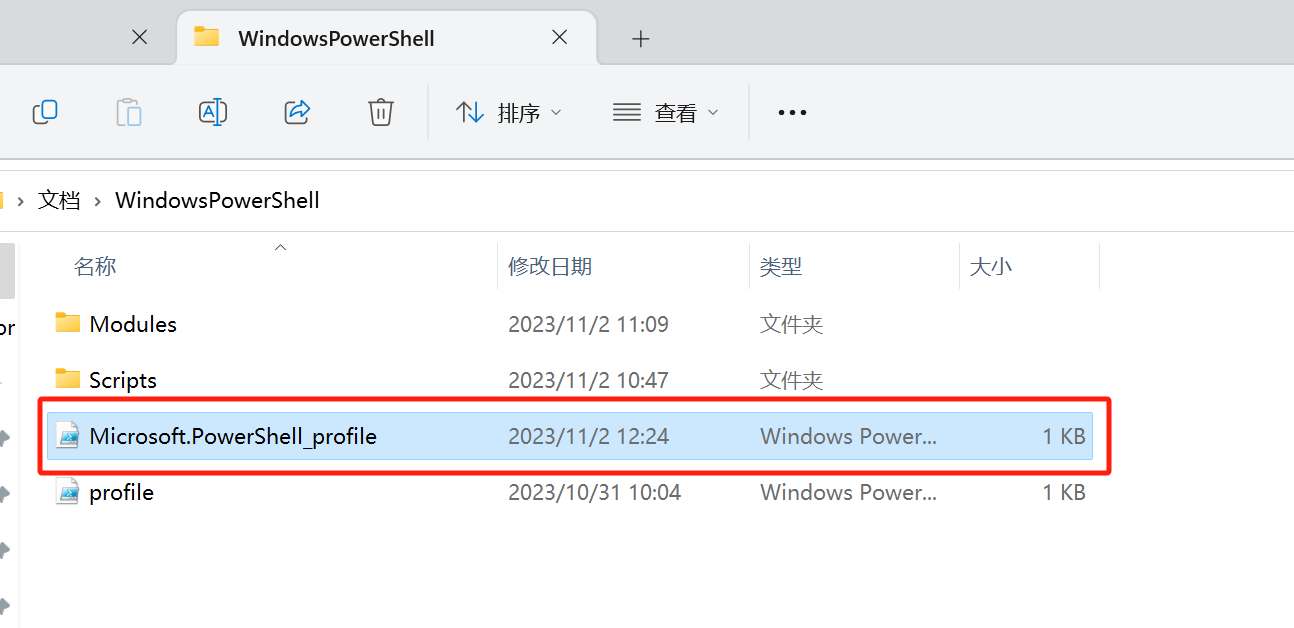 WindowsPowerShell
排序
查看
文档 › WindowsPowerShell
名称 修改日期 类型 大小
Modules 2023/11/2 11:09 文件夹
Scripts 2023/11/2 10:47 文件夹
Microsoft.PowerShell_profile 2023/11/2 12:24 Windows Power... 1 KB
or
profile 2023/10/31 10:04 Windows Power... 1 KB